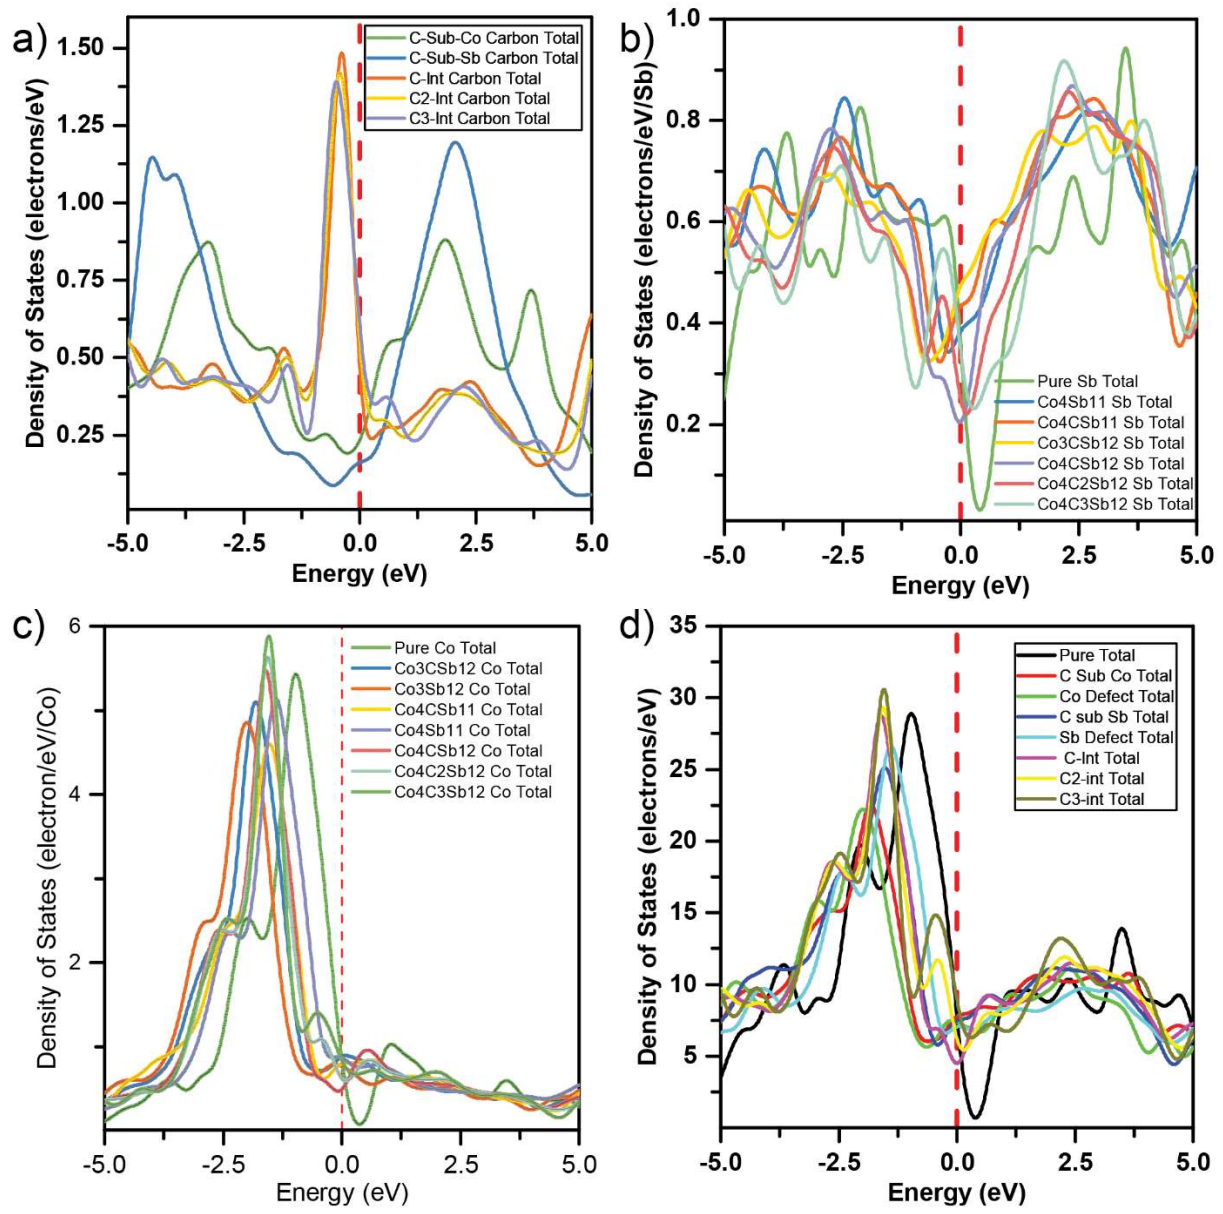 a)
Density of States (electrons/eV)
1.50
1.25
1.00
0.75
0.50
0.25
-5.0
-2.5
0.0
2.5
5.0
Energy (eV)
C-Sub-Co Carbon Total
C-Sub-Sb Carbon Total
C-Int Carbon Total
C2-Int Carbon Total
C3-Int Carbon Total
b)
Density of States (electrons/eV/Sb)
1.0
0.8
0.6
0.4
0.2
-5.0
-2.5
0.0
2.5
5.0
Energy (eV)
Pure Sb Total
Co4Sb11 Sb Total
Co4CSb11 Sb Total
Co3CSb12 Sb Total
Co4CSb12 Sb Total
Co4C2Sb12 Sb Total
Co4C3Sb12 Sb Total
c)
Density of States (electron/eV/Co)
6
4
2
-5.0
-2.5
0.0
2.5
5.0
Energy (eV)
Pure Co Total
Co3CSb12 Co Total
Co3Sb12 Co Total
Co4CSb11 Co Total
Co4Sb11 Co Total
Co4CSb12 Co Total
Co4C2Sb12 Co Total
Co4C3Sb12 Co Total
d)
Density of States (electrons/eV)
35
30
25
20
15
10
5
-5.0
-2.5
0.0
2.5
5.0
Energy (eV)
Pure Total
C Sub Co Total
Co Defect Total
C sub Sb Total
Sb Defect Total
C-Int Total
C2-int Total
C3-int Total